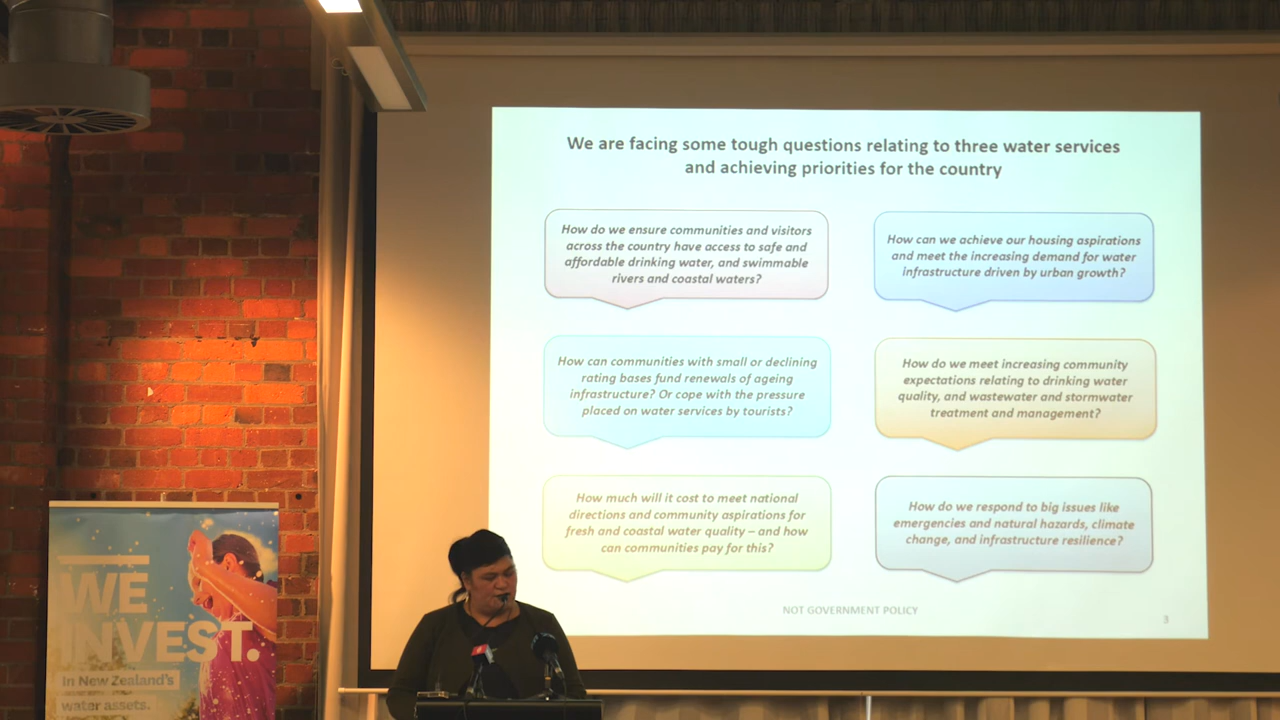 We are facing some tough questions relating to three water services
and achieving priorities for the country
How do we ensure communities and visitors
across the country have access to safe and
affordable drinking water, and swimmable
rivers and coastal waters?
How can we achieve our housing aspirations
and meet the increasing demand for water
infrastructure driven by urban growth?
How can communities with small or declining
rating bases fund renewals of ageing
infrastructure? Or cope with the pressure
placed on water services by tourists?
How do we meet increasing community
expectations relating to drinking water
quality, and wastewater and stormwater
treatment and management?
How much will it cost to meet national
directions and community aspirations for
fresh and coastal water quality – and how
can communities pay for this?
How do we respond to big issues like
emergencies and natural hazards, climate
change, and infrastructure resilience?
NOT GOVERNMENT POLICY
3
WE
INVEST.
In New Zealand's
water assets.